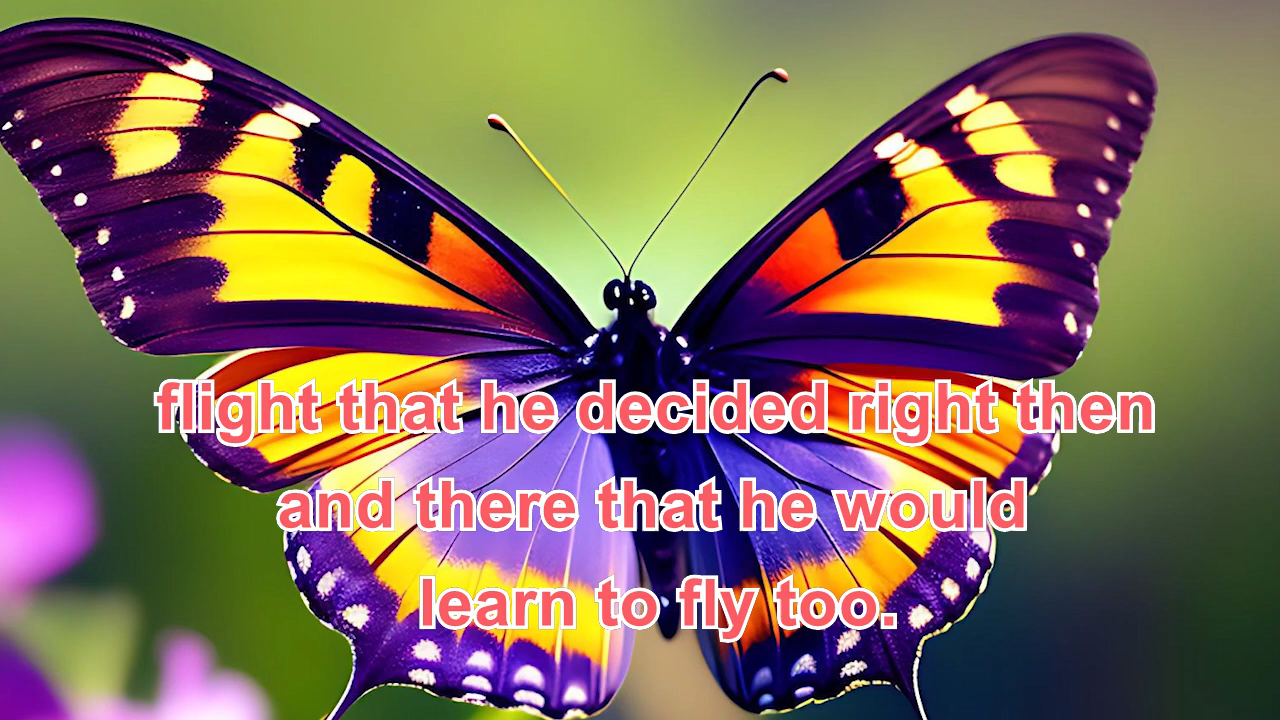 flight that he decided right then
and there that he would
learn to fly too.